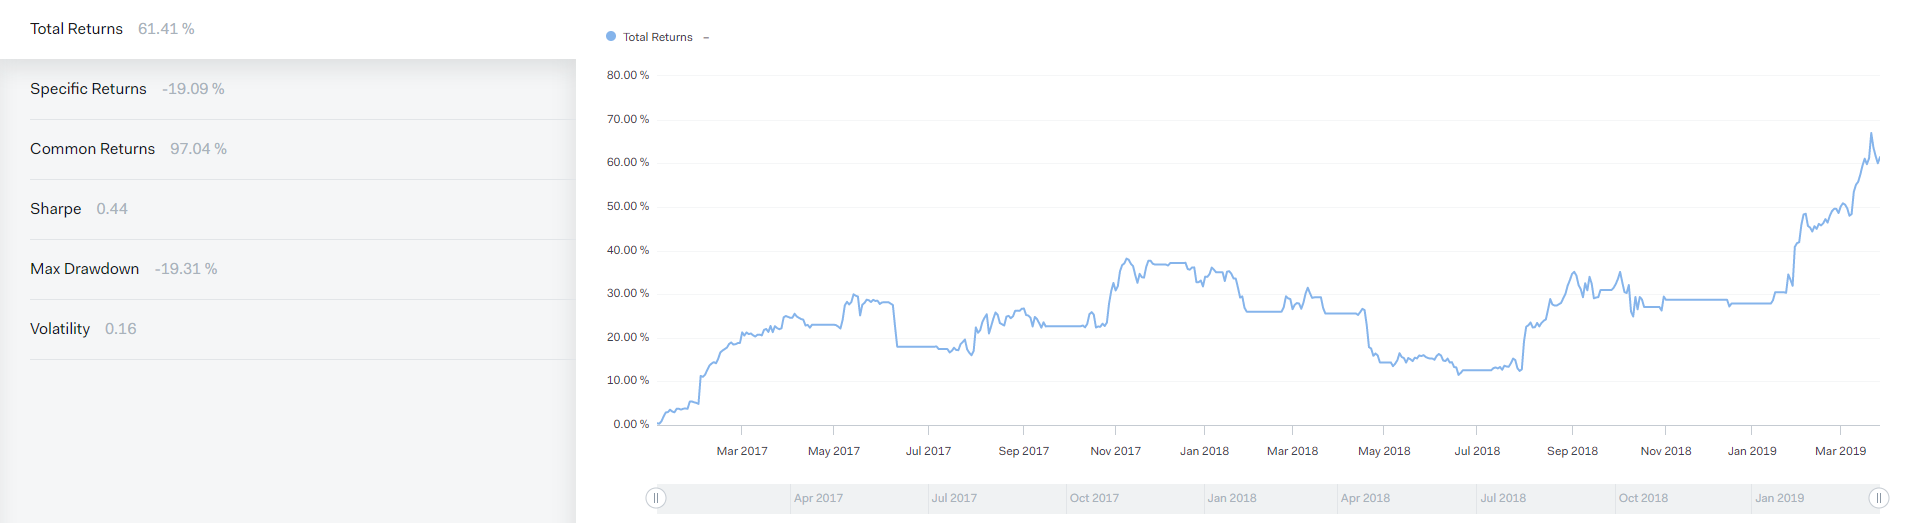 Total Returns 61.41 %
Specific Returns -19.09 %
Common Returns 97.04 %
Sharpe 0.44
Max Drawdown -19.31 %
Volatility 0.16
Total Returns –
80.00 %
70.00 %
60.00 %
50.00 %
40.00 %
30.00 %
20.00 %
10.00 %
0.00 %
Mar 2017 May 2017 Jul 2017 Sep 2017 Nov 2017 Jan 2018 Mar 2018 May 2018 Jul 2018 Sep 2018 Nov 2018 Jan 2019 Mar 2019
Apr 2017 Jul 2017 Oct 2017 Jan 2018 Apr 2018 Jul 2018 Oct 2018 Jan 2019